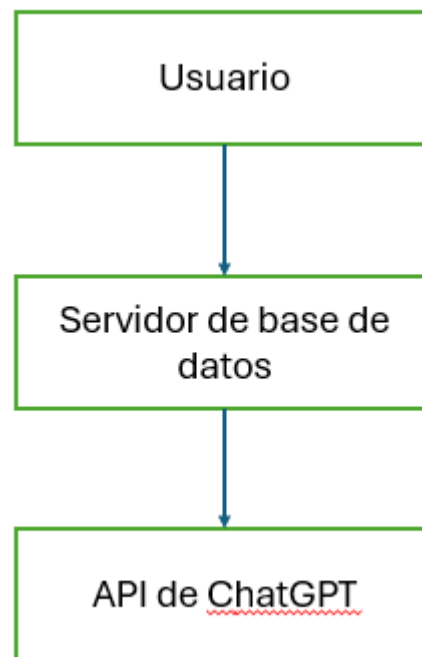 Usuario
Servidor de base de
datos
API de ChatGPT